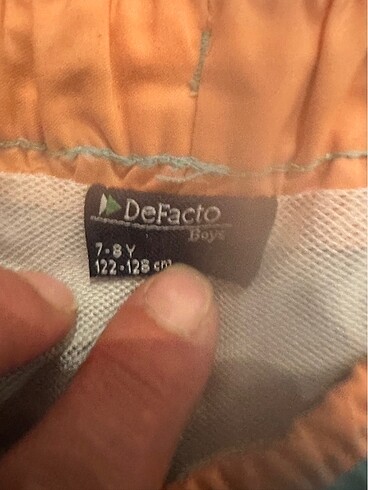 DeFacto
Boys
7-8 Y
122-128 cm